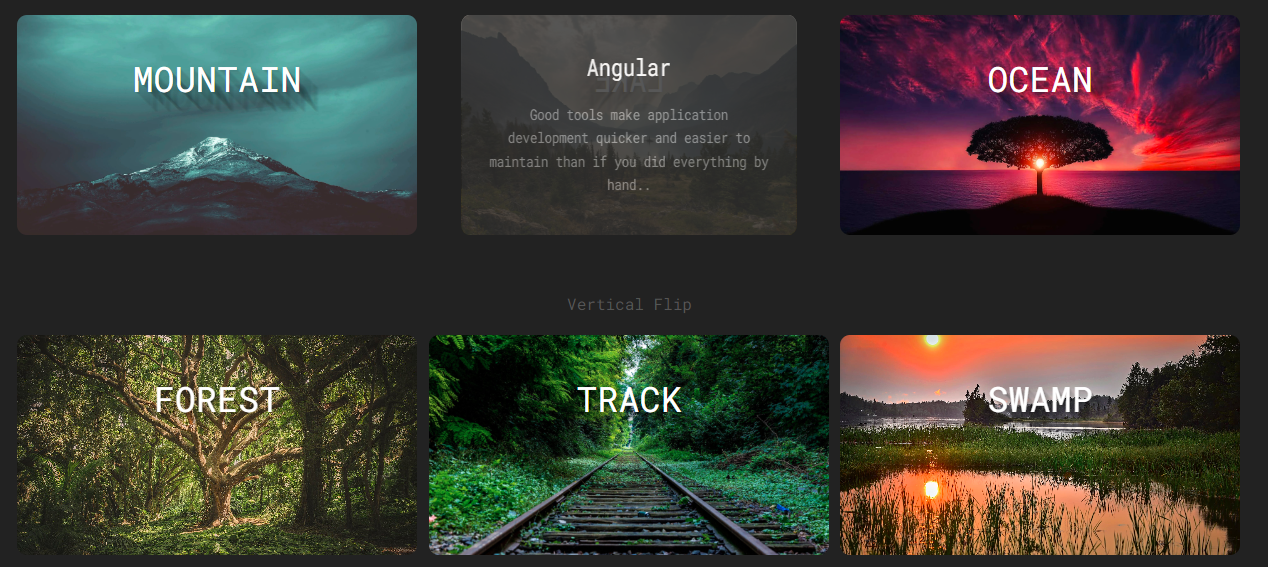 MOUNTAIN
Angular
Good tools make application
development quicker and easier to
maintain than if you did everything by
hand..
OCEAN
Vertical Flip
FOREST
TRACK
SWAMP